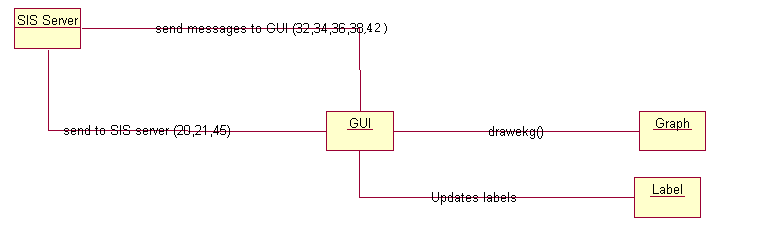 SIS Server
send messages to GUI (32,34,36,38,42 )
GUI
Graph
send to SIS server (20,21,45)
drawekg()
Label
Updates labels